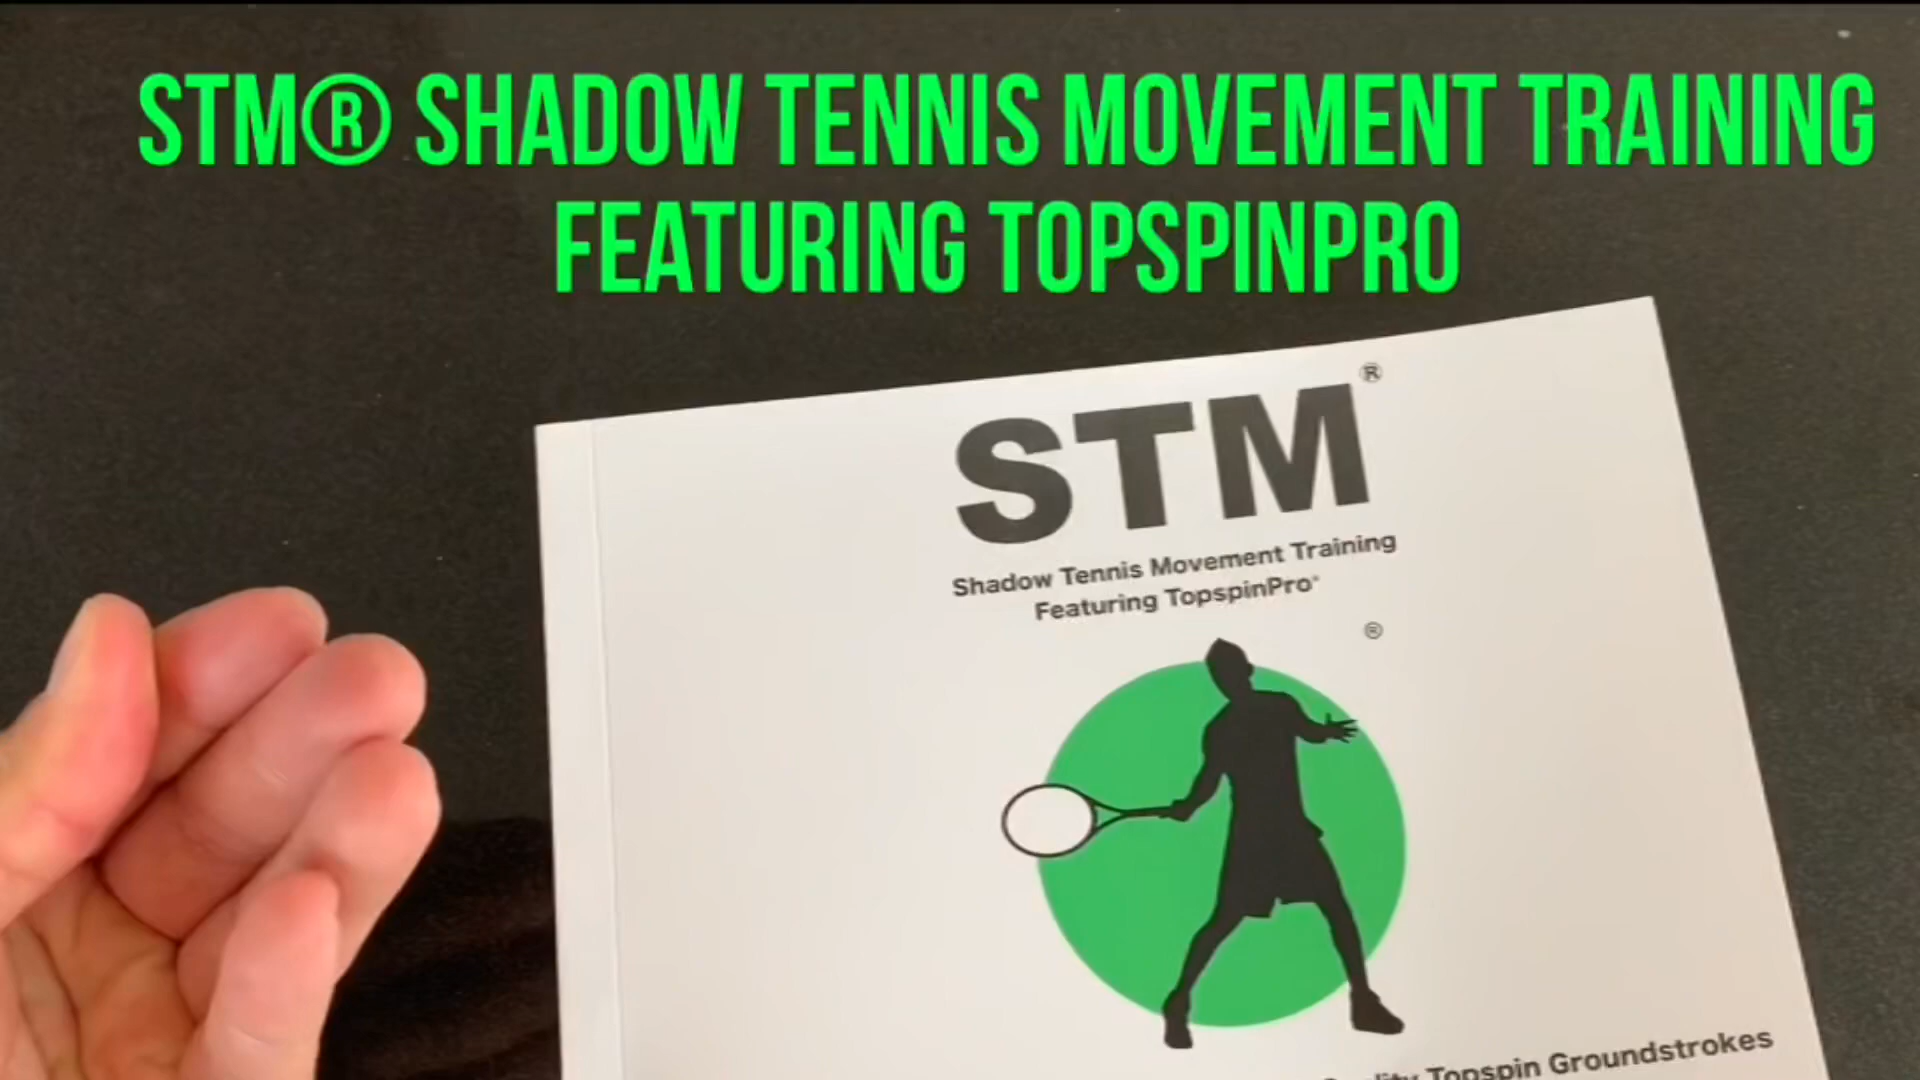 STM® SHADOW TENNIS MOVEMENT TRAINING
FEATURING TOPSPINPRO
STM®
Shadow Tennis Movement Training
Featuring TopspinPro®
®
Topspin Groundstrokes